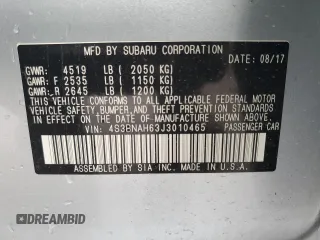 MFD BY SUBARU CORPORATION
DATE: 08/17
GVWR: 4519 LB ( 2050 KG)
GAWR: F 2535 LB ( 1150 KG)
GAWR: R 2645 LB ( 1200 KG)
THIS VEHICLE CONFORMS TO ALL APPLICABLE FEDERAL MOTOR
VEHICLE SAFETY, BUMPER, AND THEFT PREVENTION STANDARDS
IN EFFECT ON THE DATE OF MANUFACTURE SHOWN ABOVE.
VIN: 4S3BNAH63J3010465 PASSENGER CAR
ASSEMBLED BY SIA INC. MADE IN U.S.A.
© DREAMBID